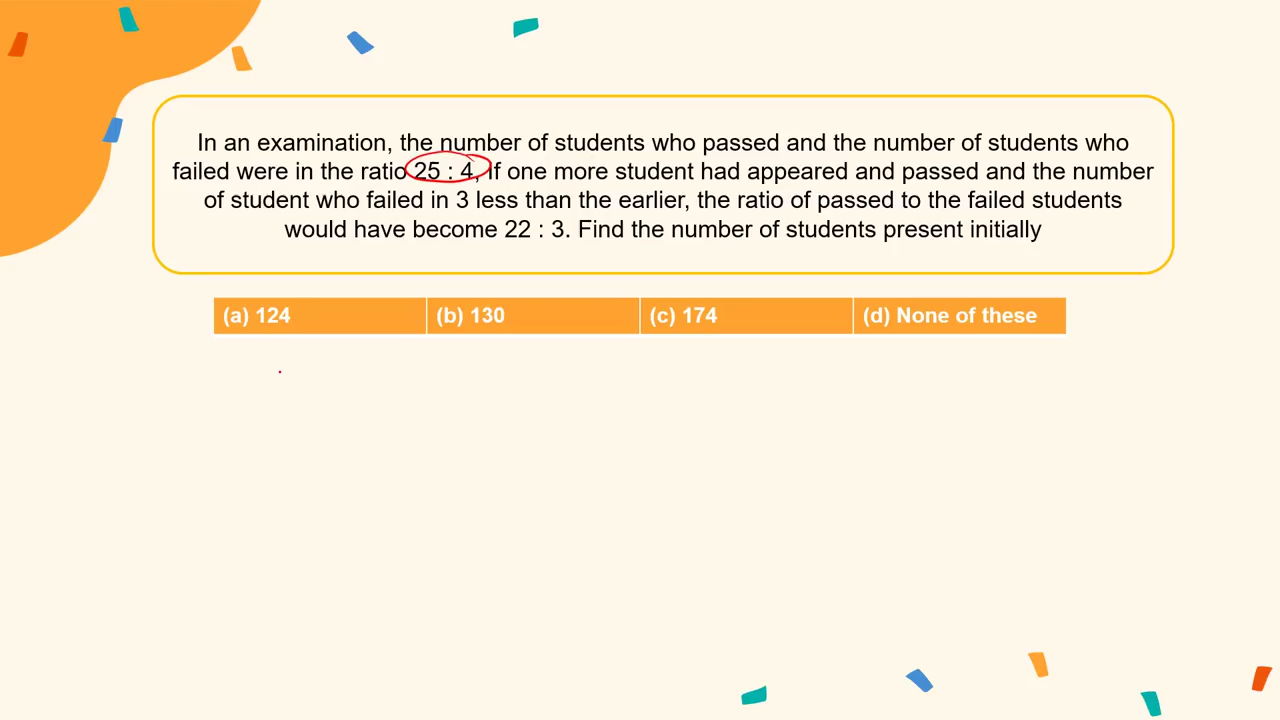 In an examination, the number of students who passed and the number of students who
failed were in the ratio 25 : 4, If one more student had appeared and passed and the number
of student who failed in 3 less than the earlier, the ratio of passed to the failed students
would have become 22 : 3. Find the number of students present initially
(a) 124 (b) 130 (c) 174 (d) None of these